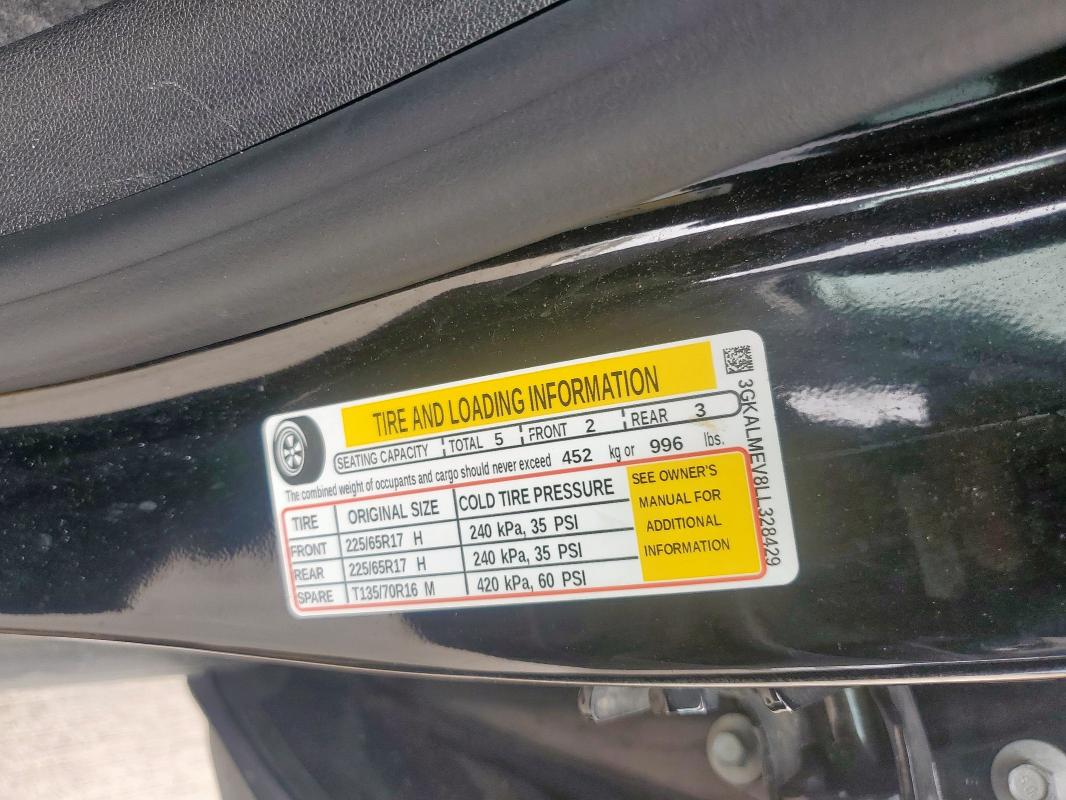 TIRE AND LOADING INFORMATION
SEATING CAPACITY TOTAL 5 FRONT 2 REAR 3
The combined weight of occupants and cargo should never exceed 452 kg or 996 lbs.
TIRE ORIGINAL SIZE COLD TIRE PRESSURE
FRONT 225/65R17 H 240 kPa, 35 PSI
REAR 225/65R17 H 240 kPa, 35 PSI
SPARE T135/70R16 M 420 kPa, 60 PSI
SEE OWNER'S
MANUAL FOR
ADDITIONAL
INFORMATION
3GKALMEV8LL328429